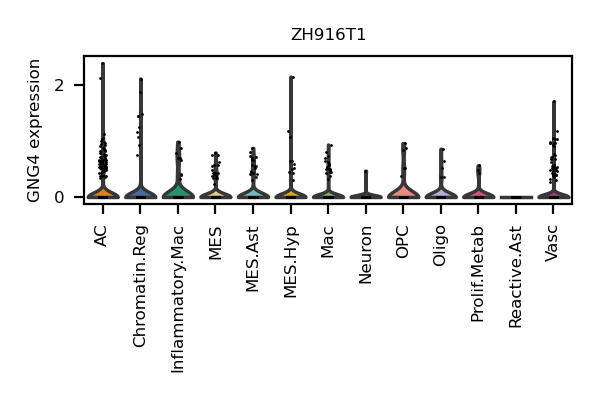 ZH916T1
GNG4 expression
2
0
AC
Chromatin.Reg
Inflammatory.Mac
MES
MES.Ast
MES.Hyp
Mac
Neuron
OPC
Oligo
Prolif.Metab
Reactive.Ast
Vasc